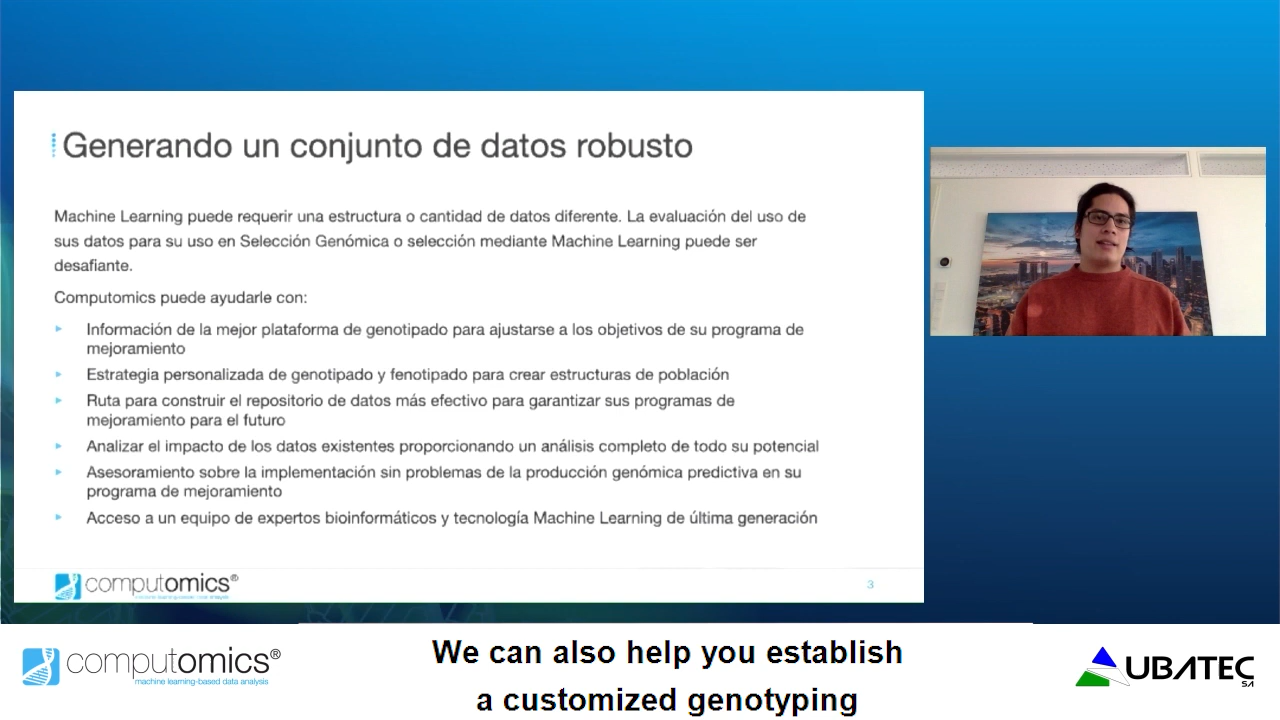 Generando un conjunto de datos robusto
Machine Learning puede requerir una estructura o cantidad de datos diferente. La evaluación del uso de
sus datos para su uso en Selección Genómica o selección mediante Machine Learning puede ser
desafiante.
Computomics puede ayudarle con:
Información de la mejor plataforma de genotipado para ajustarse a los objetivos de su programa de
mejoramiento
Estrategia personalizada de genotipado y fenotipado para crear estructuras de población
Ruta para construir el repositorio de datos más efectivo para garantizar sus programas de
mejoramiento para el futuro
Analizar el impacto de los datos existentes proporcionando un análisis completo de todo su potencial
Asesoramiento sobre la implementación sin problemas de la producción genómica predictiva en su
programa de mejoramiento
Acceso a un equipo de expertos bioinformáticos y tecnología Machine Learning de última generación
computomics®
3
computomics®
machine learning-based data analysis
We can also help you establish
a customized genotyping
UBATEC
SA